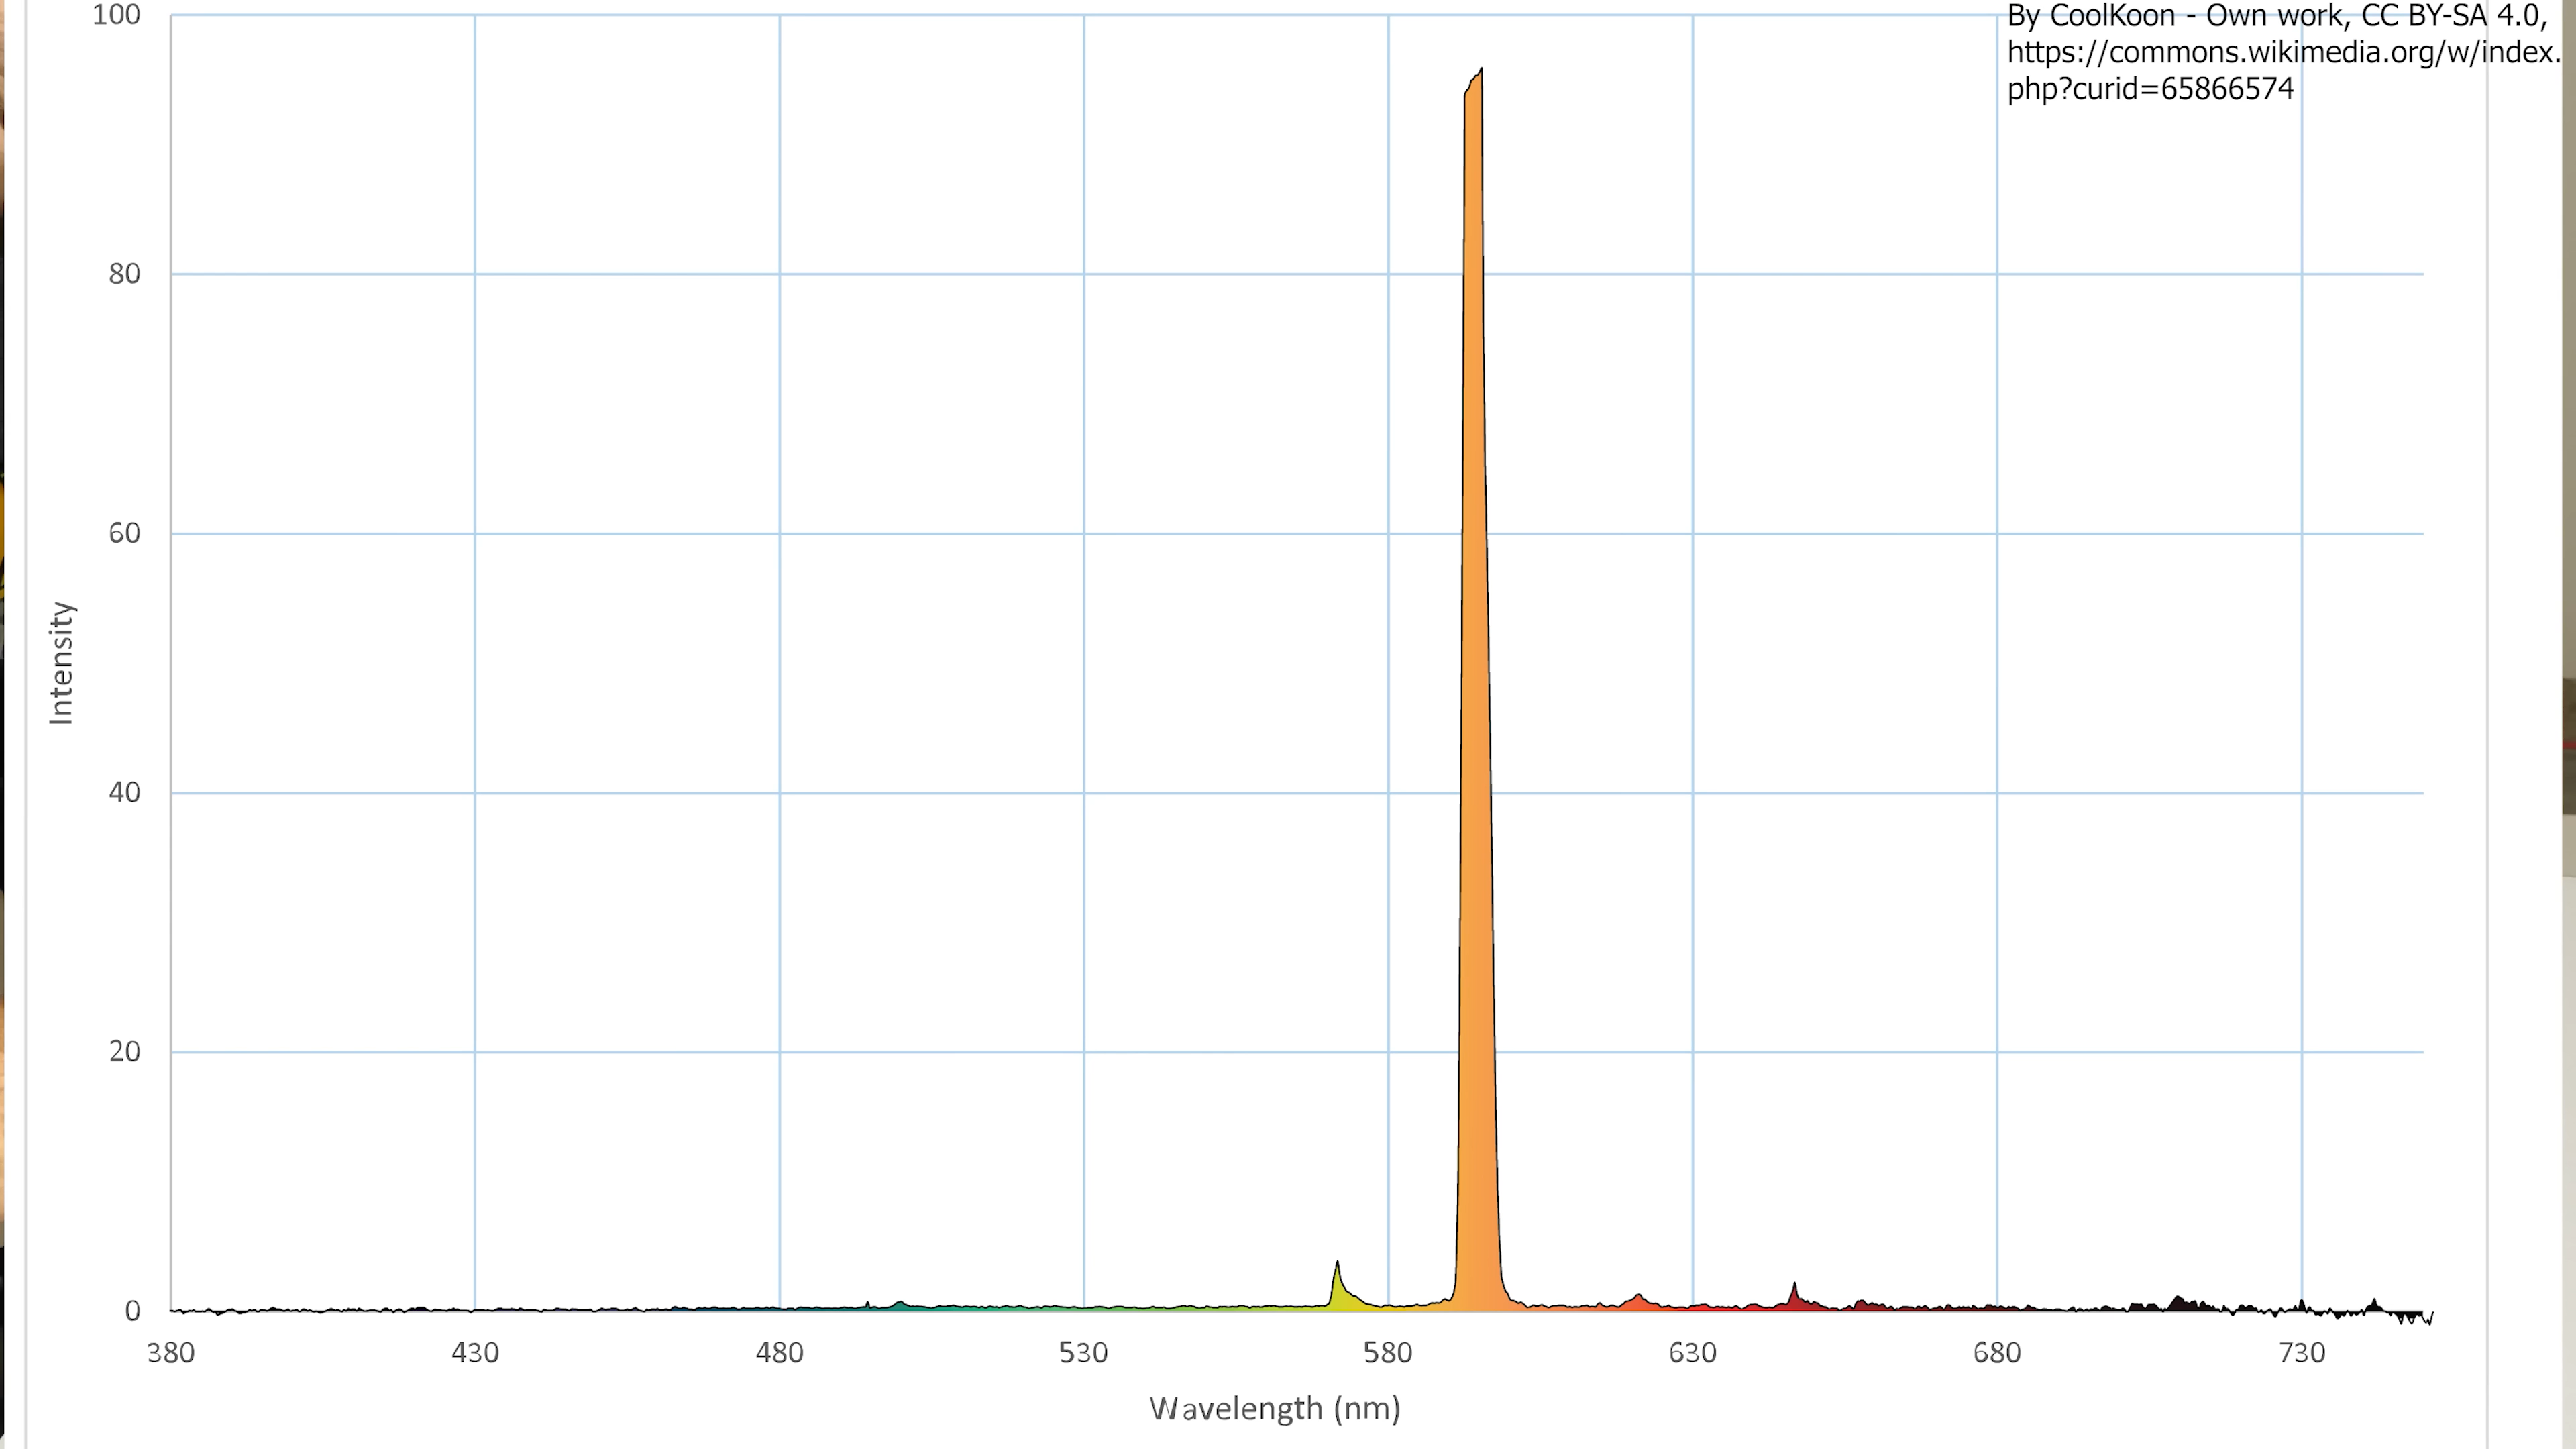 100
By CoolKoon - Own work, CC BY-SA 4.0,
https://commons.wikimedia.org/w/index.
php?curid=65866574
80
60
Intensity
40
20
0
380 430 480 530 580 630 680 730
Wavelength (nm)